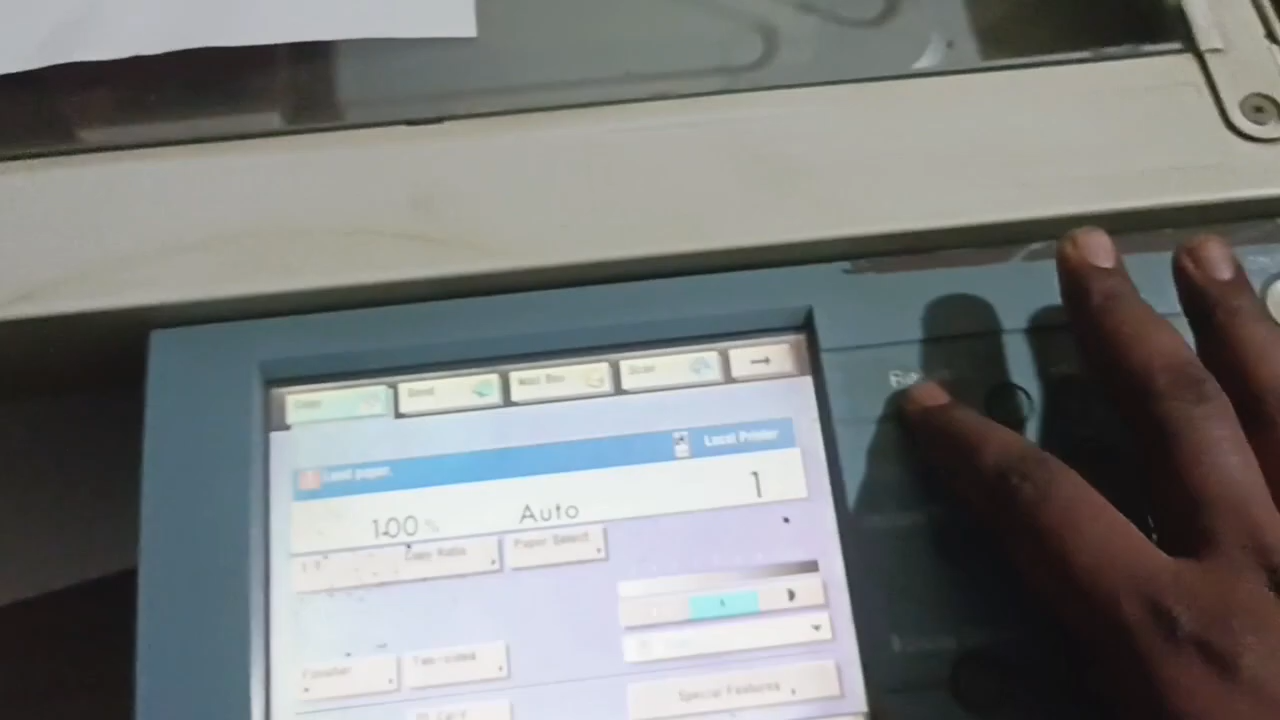 Copy Send Mail Box Scan →
Load paper. Local Printer
100 % Auto 1
Copy Ratio Paper Select
Finisher Two-sided
Special Features